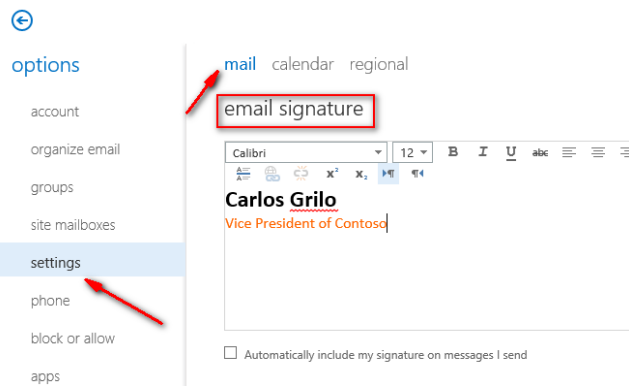 options
account
organize email
groups
site mailboxes
settings
phone
block or allow
apps
mail calendar regional
email signature
Calibri 12 B I U abc
x² x₂ ¶ ¶
Carlos Grilo
Vice President of Contoso
Automatically include my signature on messages I send